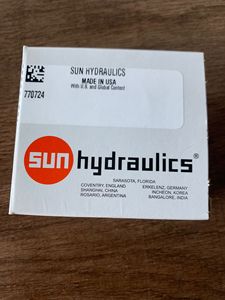 SUN HYDRAULICS
MADE IN USA
With U.S. and Global Content
770724
sun hydraulics®
SARASOTA, FLORIDA
COVENTRY, ENGLAND ERKELENZ, GERMANY
SHANGHAI, CHINA INCHEON, KOREA
ROSARIO, ARGENTINA BANGALORE, INDIA